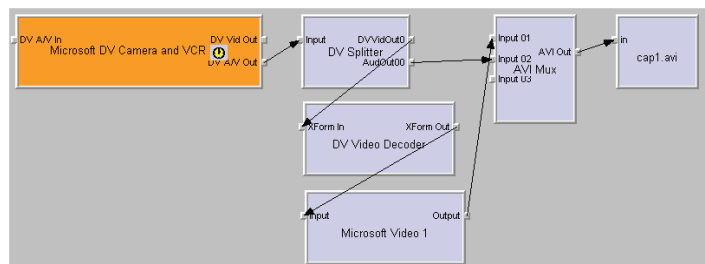 DV A/V In
DV Vid Out
Microsoft DV Camera and VCR
DV A/V Out
Input
DVVidOut0
DV Splitter
AudOut00
Input 01
AVI Out
Input 02
AVI Mux
Input 03
in
cap1.avi
XForm In
XForm Out
DV Video Decoder
Input
Output
Microsoft Video 1